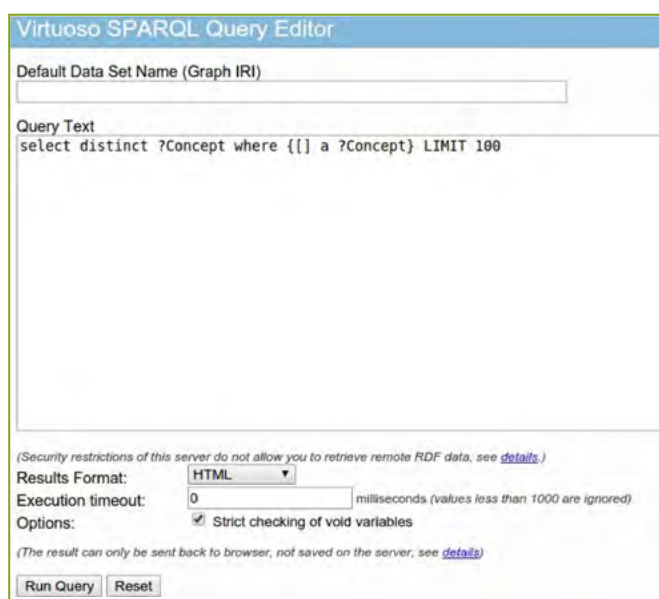 Virtuoso SPARQL Query Editor
Default Data Set Name (Graph IRI)
Query Text
select distinct ?Concept where {[] a ?Concept} LIMIT 100
(Security restrictions of this server do not allow you to retrieve remote RDF data, see details.)
Results Format: HTML
Execution timeout: 0 milliseconds (values less than 1000 are ignored)
Options: Strict checking of void variables
(The result can only be sent back to browser, not saved on the server, see details)
Run Query Reset